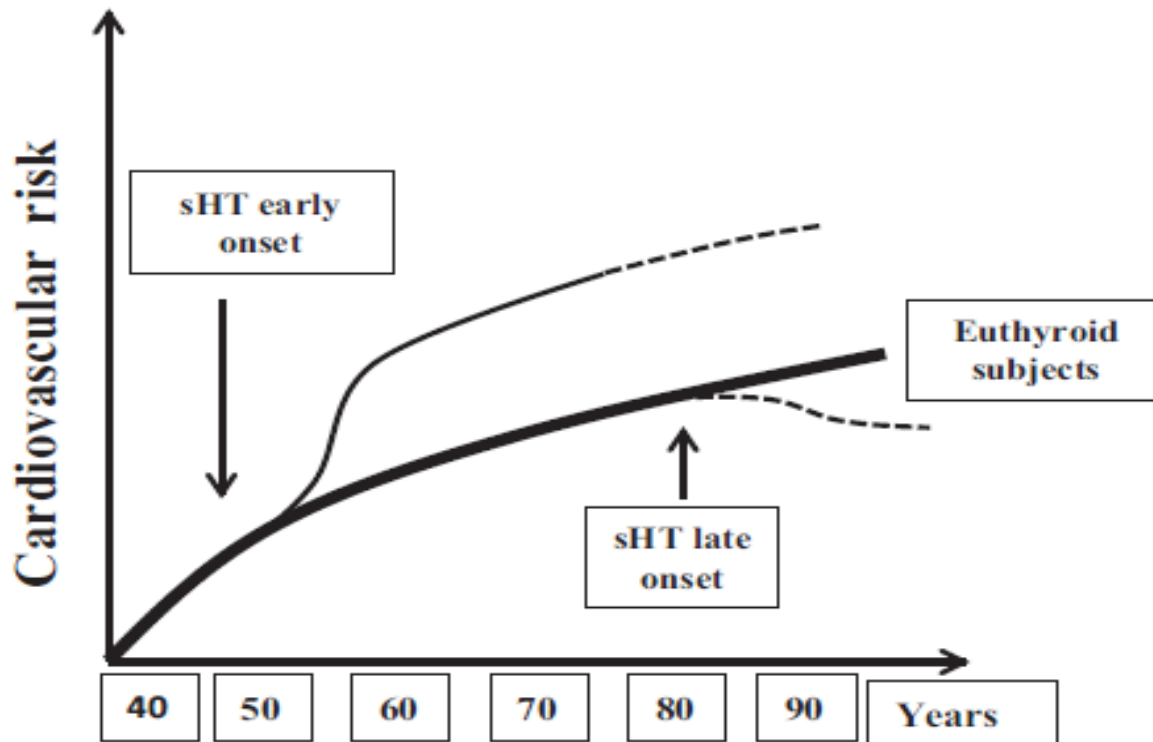 Cardiovascular risk
sHT early
onset
Euthyroid
subjects
sHT late
onset
40 50 60 70 80 90 Years